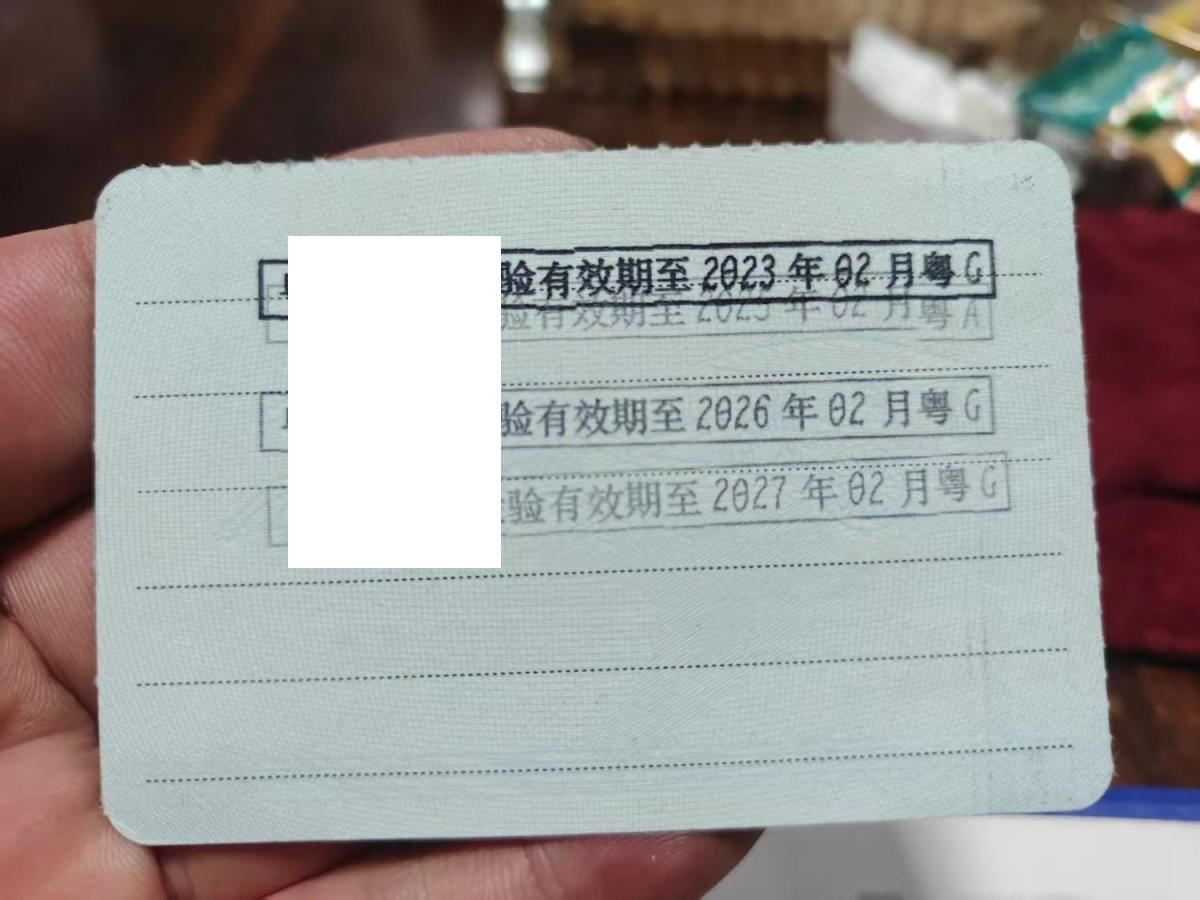 验有效期至 2023 年 02 月粤 G
验有效期至 2023 年 02 月粤 A
验有效期至 2026 年 02 月粤 G
验有效期至 2027 年 02 月粤 G